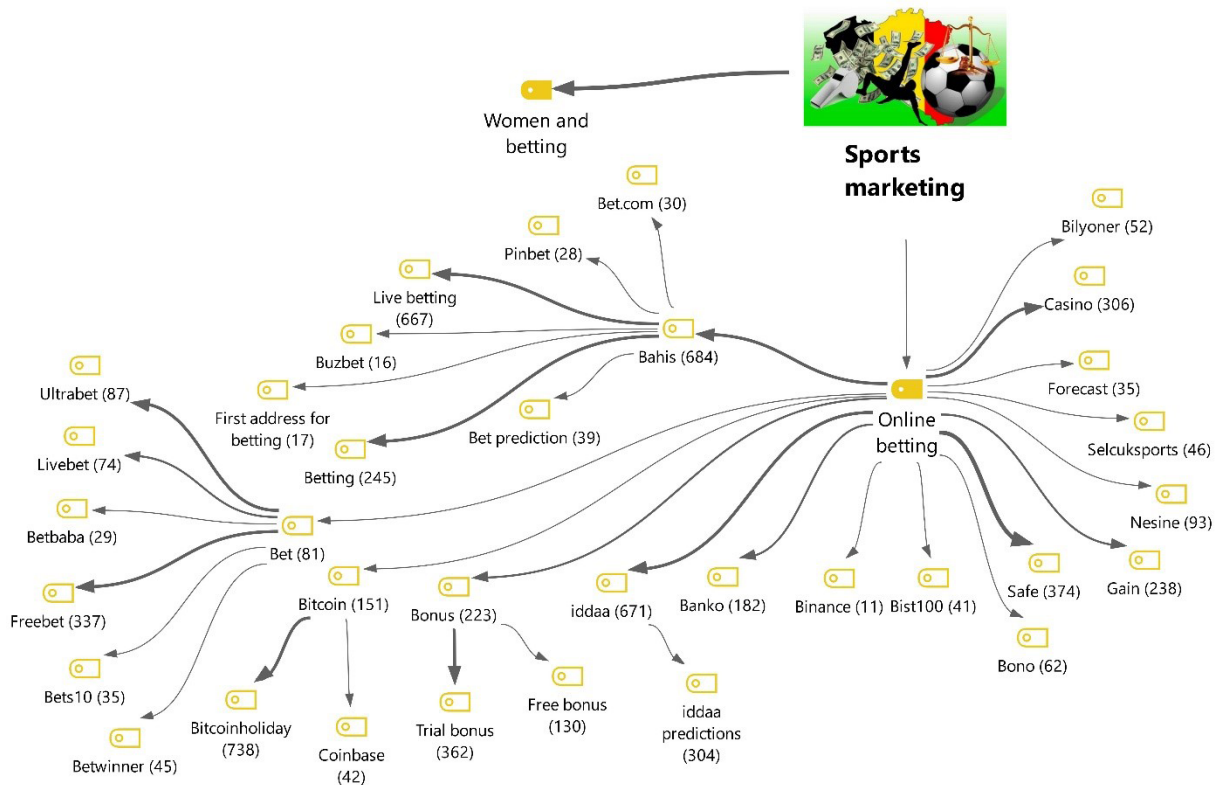 Women and
betting
Sports
marketing
Bet.com (30)
Bilyoner (52)
Pinbet (28)
Live betting
(667)
Casino (306)
Buzbet (16)
Bahis (684)
Ultrabet (87)
First address for
betting (17)
Bet prediction (39)
Forecast (35)
Online
betting
Livebet (74)
Betting (245)
Selcuksports (46)
Betbaba (29)
Nesine (93)
Bet (81)
Freebet (337)
Bitcoin (151)
Bonus (223)
iddaa (671)
Banko (182)
Binance (11)
Bist100 (41)
Safe (374)
Gain (238)
Bono (62)
Bets10 (35)
Bitcoinholiday
(738)
Coinbase
(42)
Trial bonus
(362)
Free bonus
(130)
iddaa
predictions
(304)
Betwinner (45)